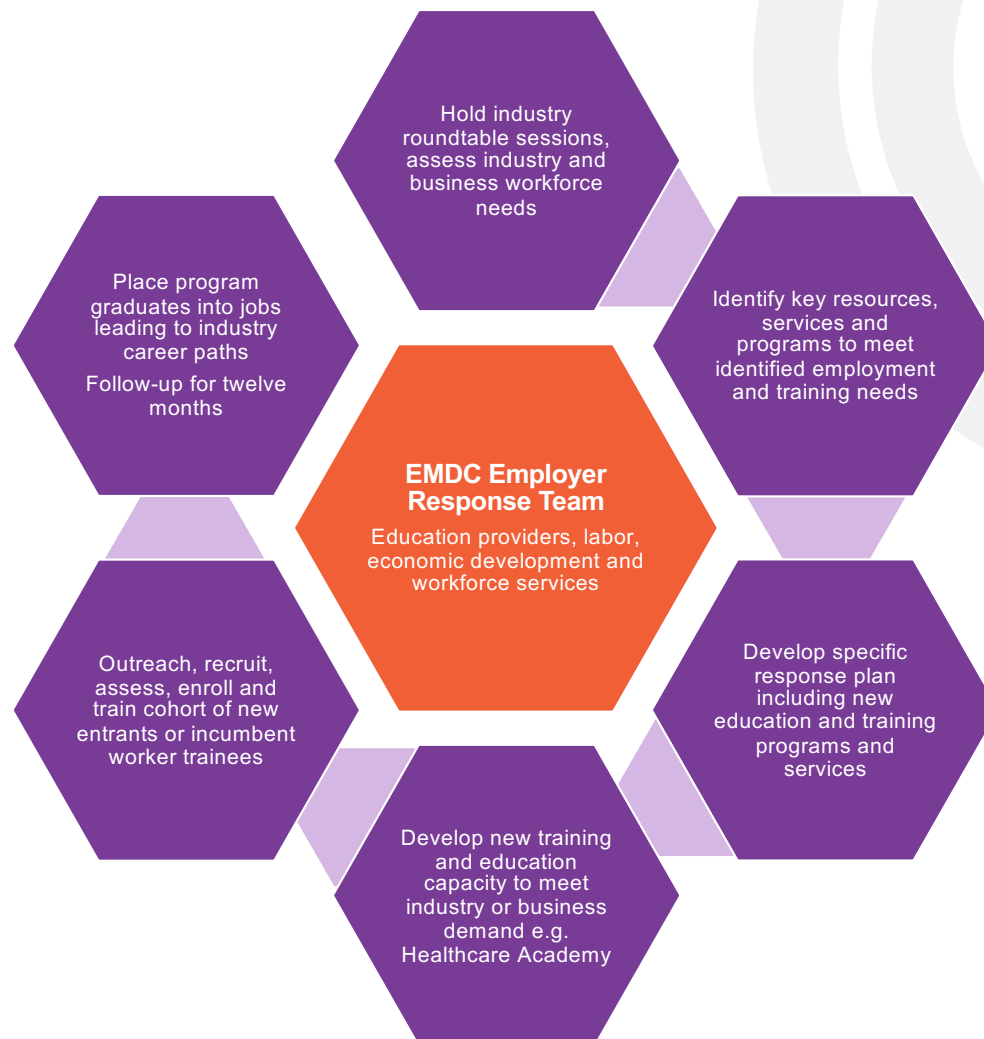 Hold industry
roundtable sessions,
assess industry and
business workforce
needs
Identify key resources,
services and
programs to meet
identified employment
and training needs
Develop specific
response plan
including new
education and training
programs and
services
Develop new training
and education
capacity to meet
industry or business
demand e.g.
Healthcare Academy
Outreach, recruit,
assess, enroll and
train cohort of new
entrants or incumbent
worker trainees
Place program
graduates into jobs
leading to industry
career paths
Follow-up for twelve
months
EMDC Employer
Response Team
Education providers, labor,
economic development and
workforce services